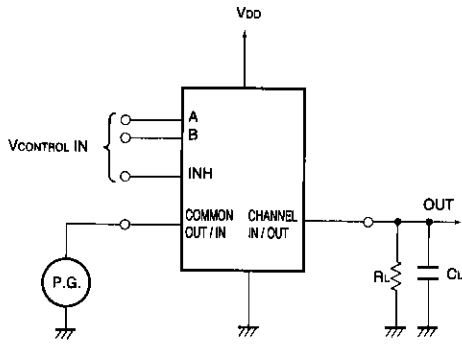 VDD
A
B
VCONTROL IN
INH
COMMON OUT / IN
CHANNEL IN / OUT
OUT
P.G.
RL
CL